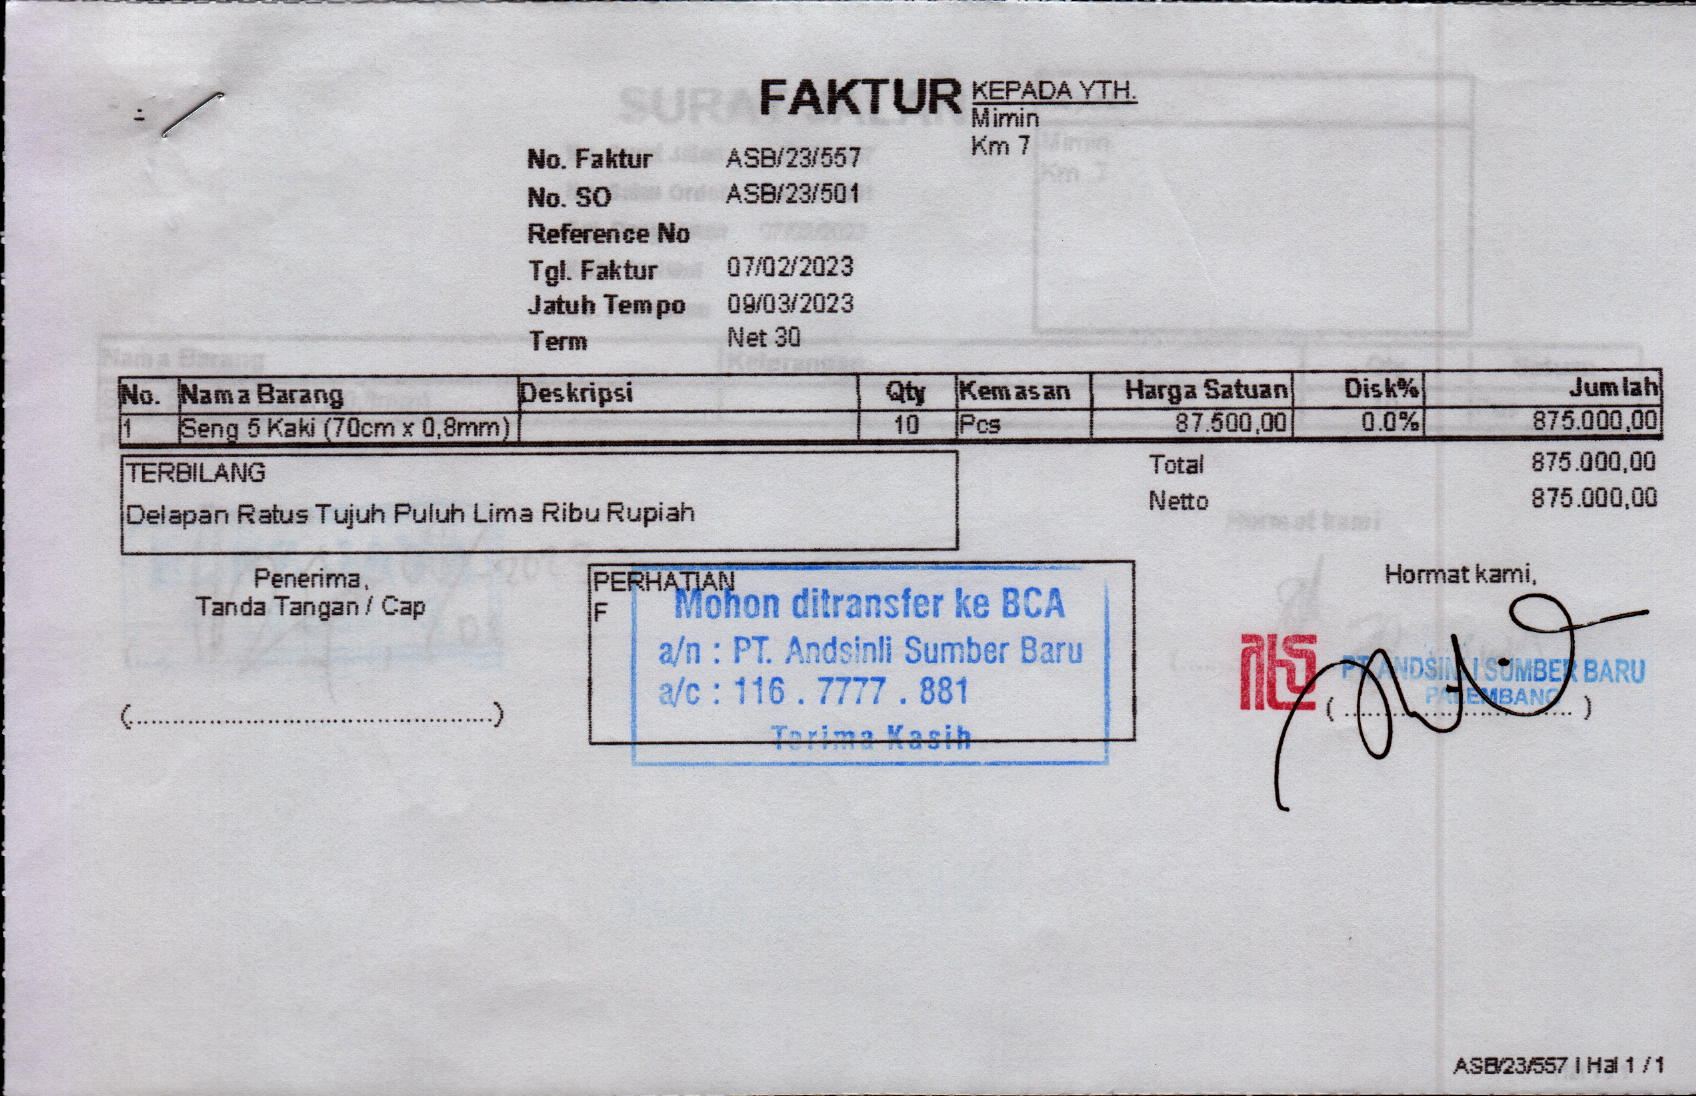 FAKTUR
KEPADA YTH.
Mimin
Km 7
No. Faktur ASB/23/557
No. SO ASB/23/501
Reference No
Tgl. Faktur 07/02/2023
Jatuh Tempo 09/03/2023
Term Net 30
No. Nama Barang Deskripsi Qty Kemasan Harga Satuan Disk% Jumlah
1 Seng 5 Kaki (70cm x 0,8mm) 10 Pcs 87.500,00 0.0% 875.000,00
TERBILANG
Delapan Ratus Tujuh Puluh Lima Ribu Rupiah
Total 875.000,00
Netto 875.000,00
Penerima,
Tanda Tangan / Cap
(................................................)
PERHATIAN
F
Mohon ditransfer ke BCA
a/n : PT. Andsinli Sumber Baru
a/c : 116 . 7777 . 881
Terima Kasih
Hormat kami,
PT. ANDSINLI SUMBER BARU
PALEMBANG
(..............................)
ASB/23/557 | Hal 1 / 1